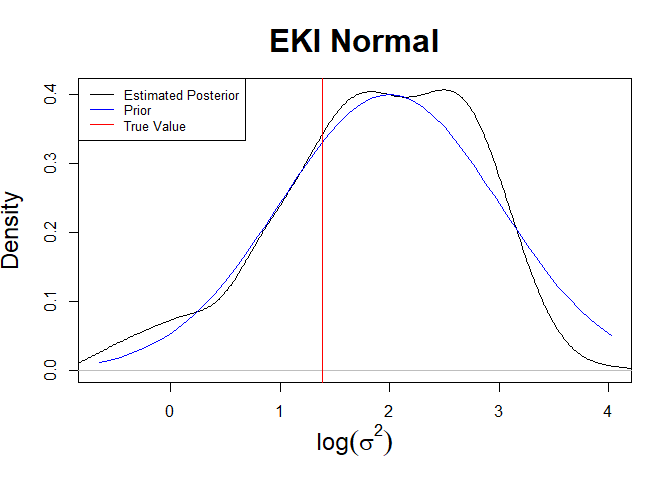 EKI Normal
Estimated Posterior
Prior
True Value
Density
0.0
0.1
0.2
0.3
0.4
0
1
2
3
4
log(σ²)